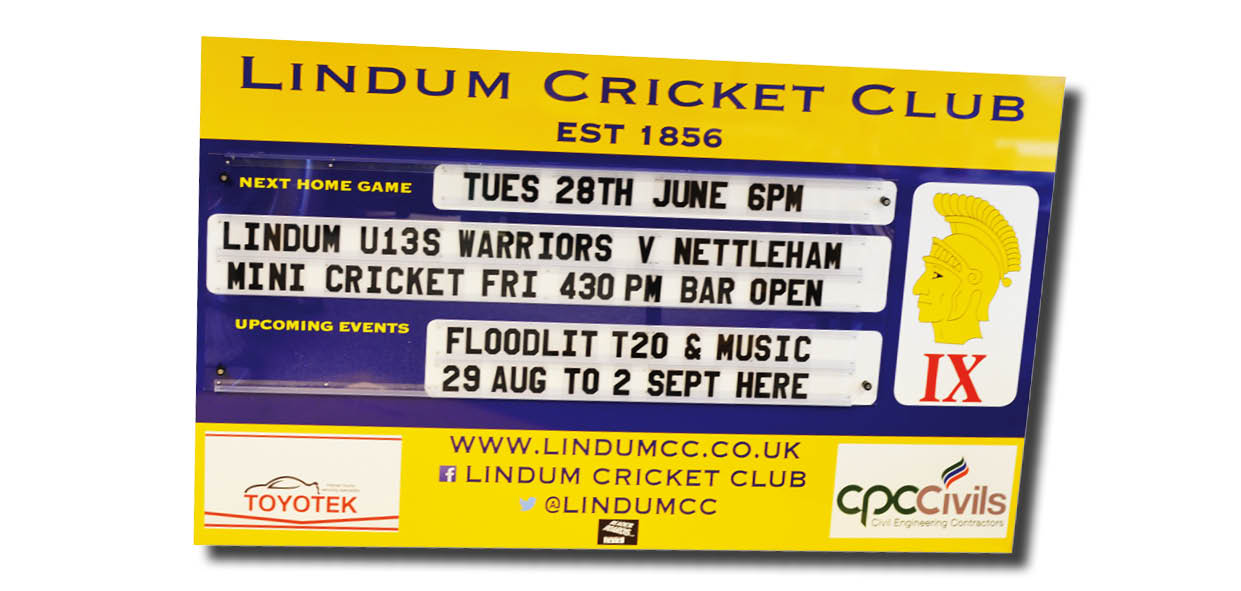 LINDUM CRICKET CLUB
EST 1856
NEXT HOME GAME
TUES 28TH JUNE 6PM
LINDUM U13S WARRIORS V NETTLEHAM
MINI CRICKET FRI 430 PM BAR OPEN
UPCOMING EVENTS
FLOODLIT T20 & MUSIC
29 AUG TO 2 SEPT HERE
IX
WWW.LINDUMCC.CO.UK
LINDUM CRICKET CLUB
@LINDUMCC
TOYOTEK
cpcCivils
Civil Engineering Contractors